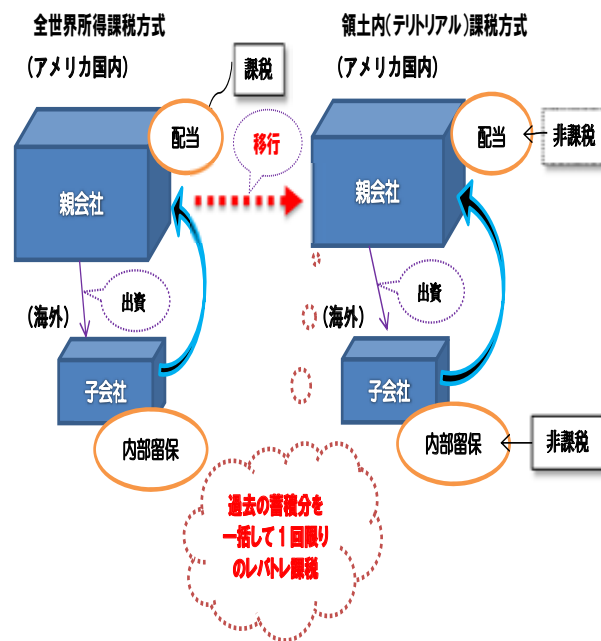 全世界所得課税方式
(アメリカ国内)
課税
配当
親会社
移行
出資
(海外)
子会社
内部留保
領土内(テリトリアル)課税方式
(アメリカ国内)
配当
非課税
親会社
出資
子会社
内部留保
非課税
過去の蓄積分を
一括して1回限り
のレバトレ課税